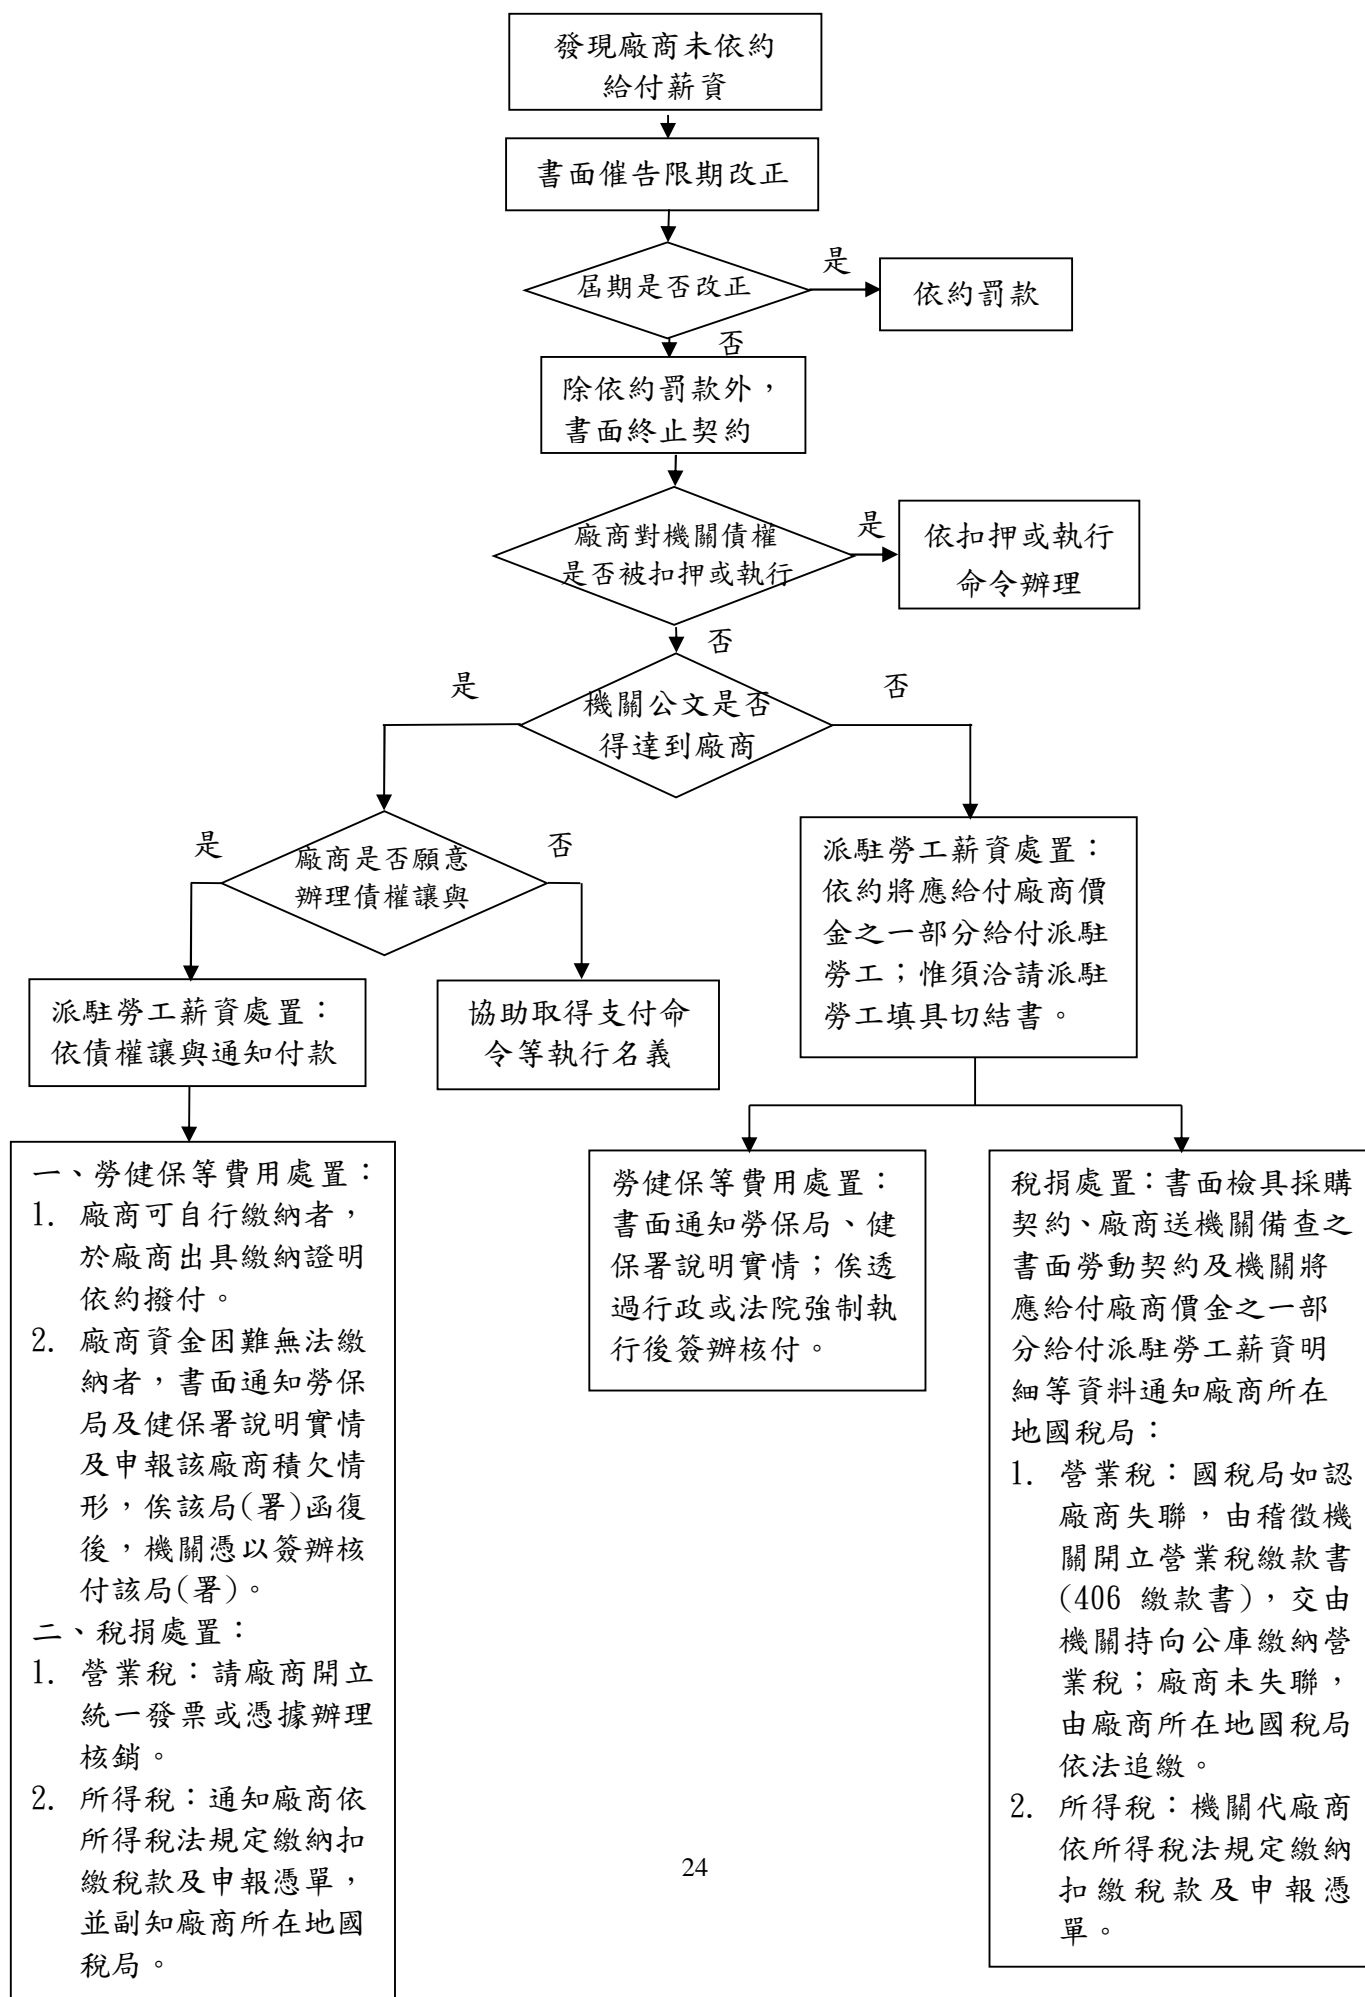 發現廠商未依約
給付薪資
書面催告限期改正
屆期是否改正
是
依約罰款
否
除依約罰款外，
書面終止契約
廠商對機關債權
是否被扣押或執行
是
依扣押或執行
命令辦理
否
機關公文是否
得達到廠商
是
否
廠商是否願意
辦理債權讓與
是
否
派駐勞工薪資處置：
依債權讓與通知付款
協助取得支付命
令等執行名義
派駐勞工薪資處置：
依約將應給付廠商價
金之一部分給付派駐
勞工；惟須洽請派駐
勞工填具切結書。
一、勞健保等費用處置：
1. 廠商可自行繳納者，
於廠商出具繳納證明
依約撥付。
2. 廠商資金困難無法繳
納者，書面通知勞保
局及健保署說明實情
及申報該廠商積欠情
形，俟該局(署)函復
後，機關憑以簽辦核
付該局(署)。
二、稅捐處置：
1. 營業稅：請廠商開立
統一發票或憑據辦理
核銷。
2. 所得稅：通知廠商依
所得稅法規定繳納扣
繳稅款及申報憑單，
並副知廠商所在地國
稅局。
勞健保等費用處置：
書面通知勞保局、健
保署說明實情；俟透
過行政或法院強制執
行後簽辦核付。
稅捐處置：書面檢具採購
契約、廠商送機關備查之
書面勞動契約及機關將
應給付廠商價金之一部
分給付派駐勞工薪資明
細等資料通知廠商所在
地國稅局：
1. 營業稅：國稅局如認
廠商失聯，由稽徵機
關開立營業稅繳款書
(406 繳款書)，交由
機關持向公庫繳納營
業稅；廠商未失聯，
由廠商所在地國稅局
依法追繳。
2. 所得稅：機關代廠商
依所得稅法規定繳納
扣繳稅款及申報憑
單。
24